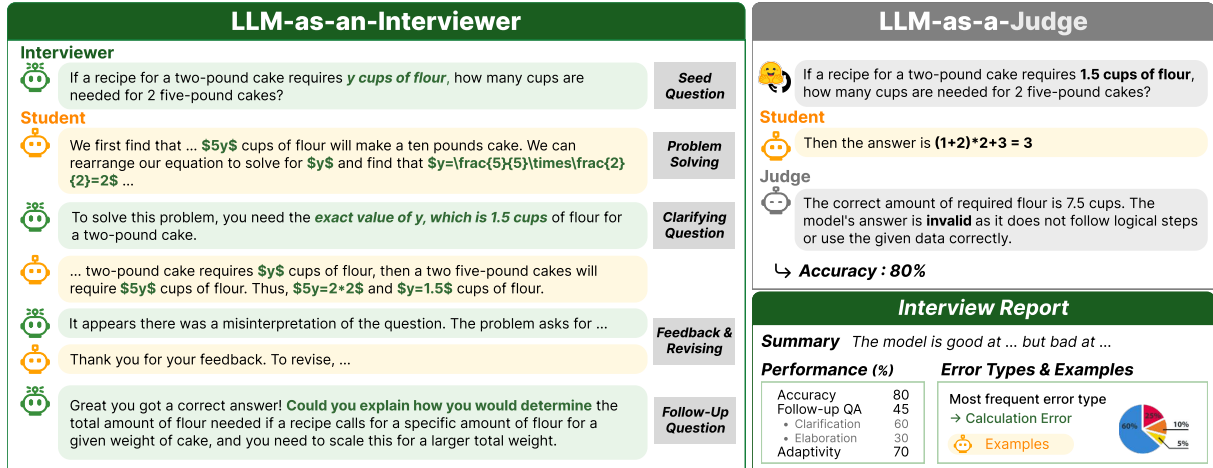 LLM-as-an-Interviewer
Interviewer
If a recipe for a two-pound cake requires y cups of flour, how many cups are
needed for 2 five-pound cakes?
Seed
Question
Student
We first find that ... $5y$ cups of flour will make a ten pounds cake. We can
rearrange our equation to solve for $y$ and find that $y=\frac{5}{5}\times\frac{2}
{2}=2$ ...
Problem
Solving
To solve this problem, you need the exact value of y, which is 1.5 cups of flour for
a two-pound cake.
Clarifying
Question
... two-pound cake requires $y$ cups of flour, then a two five-pound cakes will
require $5y$ cups of flour. Thus, $5y=2*2$ and $y=1.5$ cups of flour.
It appears there was a misinterpretation of the question. The problem asks for ...
Thank you for your feedback. To revise, ...
Feedback &
Revising
Great you got a correct answer! Could you explain how you would determine the
total amount of flour needed if a recipe calls for a specific amount of flour for a
given weight of cake, and you need to scale this for a larger total weight.
Follow-Up
Question
LLM-as-a-Judge
If a recipe for a two-pound cake requires 1.5 cups of flour,
how many cups are needed for 2 five-pound cakes?
Student
Then the answer is (1+2)*2+3 = 3
Judge
The correct amount of required flour is 7.5 cups. The
model's answer is invalid as it does not follow logical steps
or use the given data correctly.
Accuracy : 80%
Interview Report
Summary The model is good at ... but bad at ...
Performance (%)
Accuracy 80
Follow-up QA 45
• Clarification 60
• Elaboration 30
Adaptivity 70
Error Types & Examples
Most frequent error type
→ Calculation Error
Examples
60%
25%
10%
5%